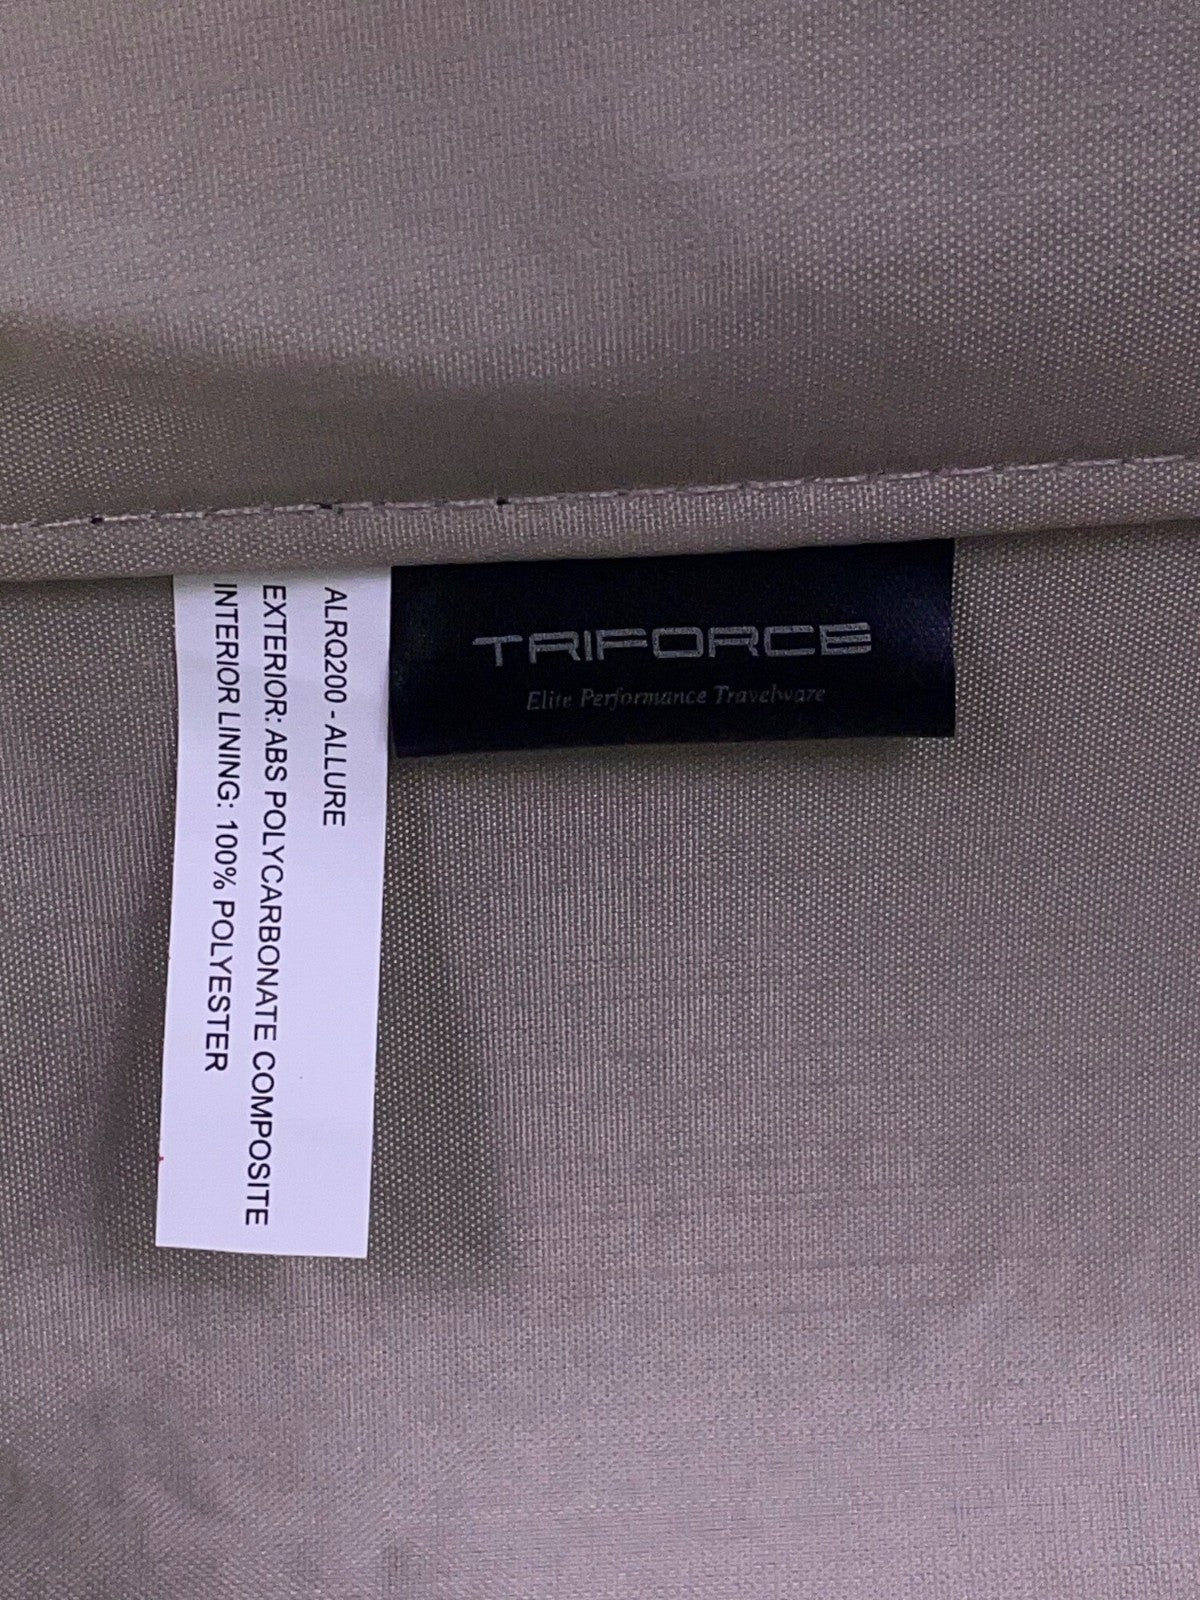 TRIFORCE
Elite Performance Travelware
ALRQ200 - ALLURE
EXTERIOR: ABS POLYCARBONATE COMPOSITE
INTERIOR LINING: 100% POLYESTER